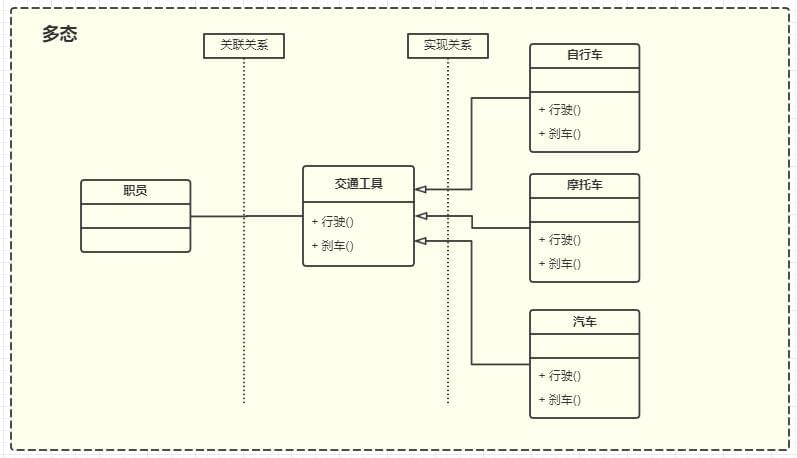 多态
关联关系
实现关系
职员
交通工具
+ 行驶()
+ 刹车()
自行车
+ 行驶()
+ 刹车()
摩托车
+ 行驶()
+ 刹车()
汽车
+ 行驶()
+ 刹车()